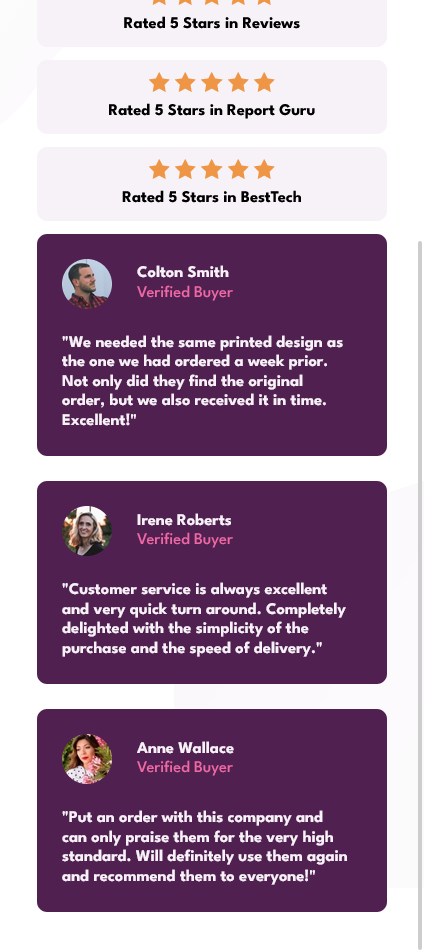 Rated 5 Stars in Reviews
Rated 5 Stars in Report Guru
Rated 5 Stars in BestTech
Colton Smith
Verified Buyer
"We needed the same printed design as
the one we had ordered a week prior.
Not only did they find the original
order, but we also received it in time.
Excellent!"
Irene Roberts
Verified Buyer
"Customer service is always excellent
and very quick turn around. Completely
delighted with the simplicity of the
purchase and the speed of delivery."
Anne Wallace
Verified Buyer
"Put an order with this company and
can only praise them for the very high
standard. Will definitely use them again
and recommend them to everyone!"